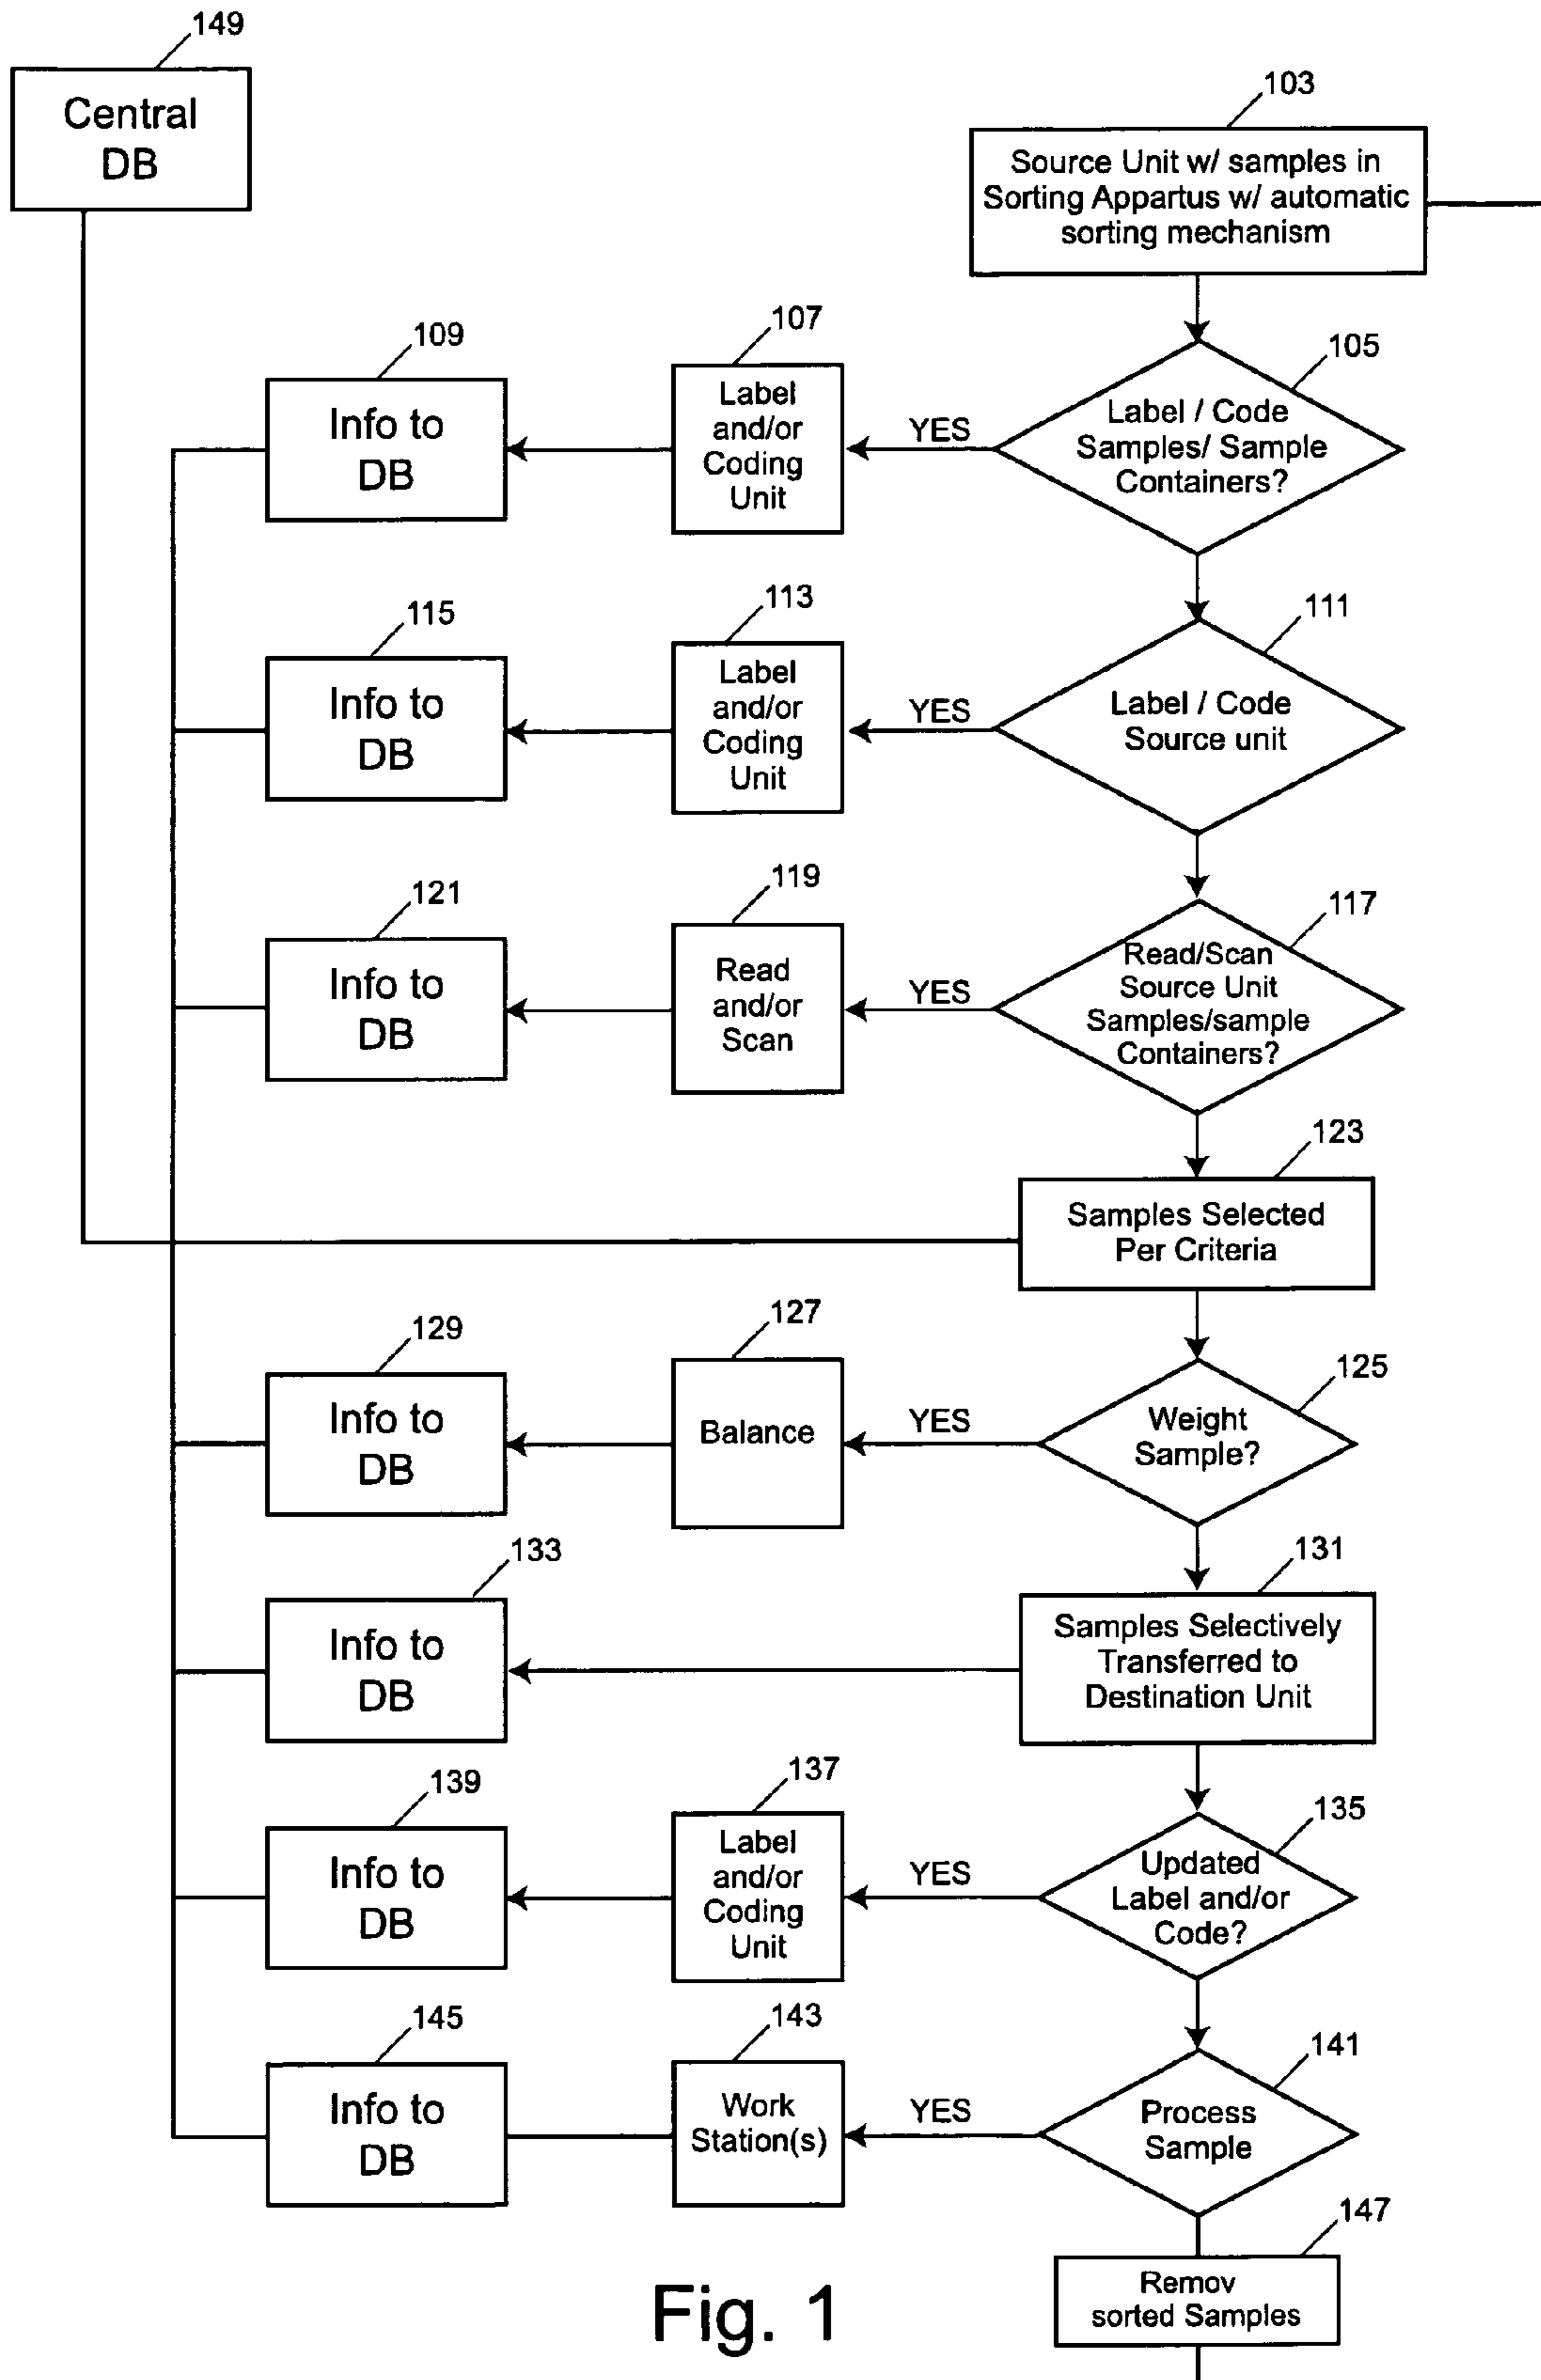 149
Central
DB
103
Source Unit w/ samples in
Sorting Appartus w/ automatic
sorting mechanism
109
Info to
DB
107
Label
and/or
Coding
Unit
YES
105
Label / Code
Samples/ Sample
Containers?
115
Info to
DB
113
Label
and/or
Coding
Unit
YES
111
Label / Code
Source unit
121
Info to
DB
119
Read
and/or
Scan
YES
117
Read/Scan
Source Unit
Samples/sample
Containers?
123
Samples Selected
Per Criteria
129
Info to
DB
127
Balance
YES
125
Weight
Sample?
133
Info to
DB
131
Samples Selectively
Transferred to
Destination Unit
139
Info to
DB
137
Label
and/or
Coding
Unit
YES
135
Updated
Label and/or
Code?
145
Info to
DB
143
Work
Station(s)
YES
141
Process
Sample
147
Remov
sorted Samples
Fig. 1